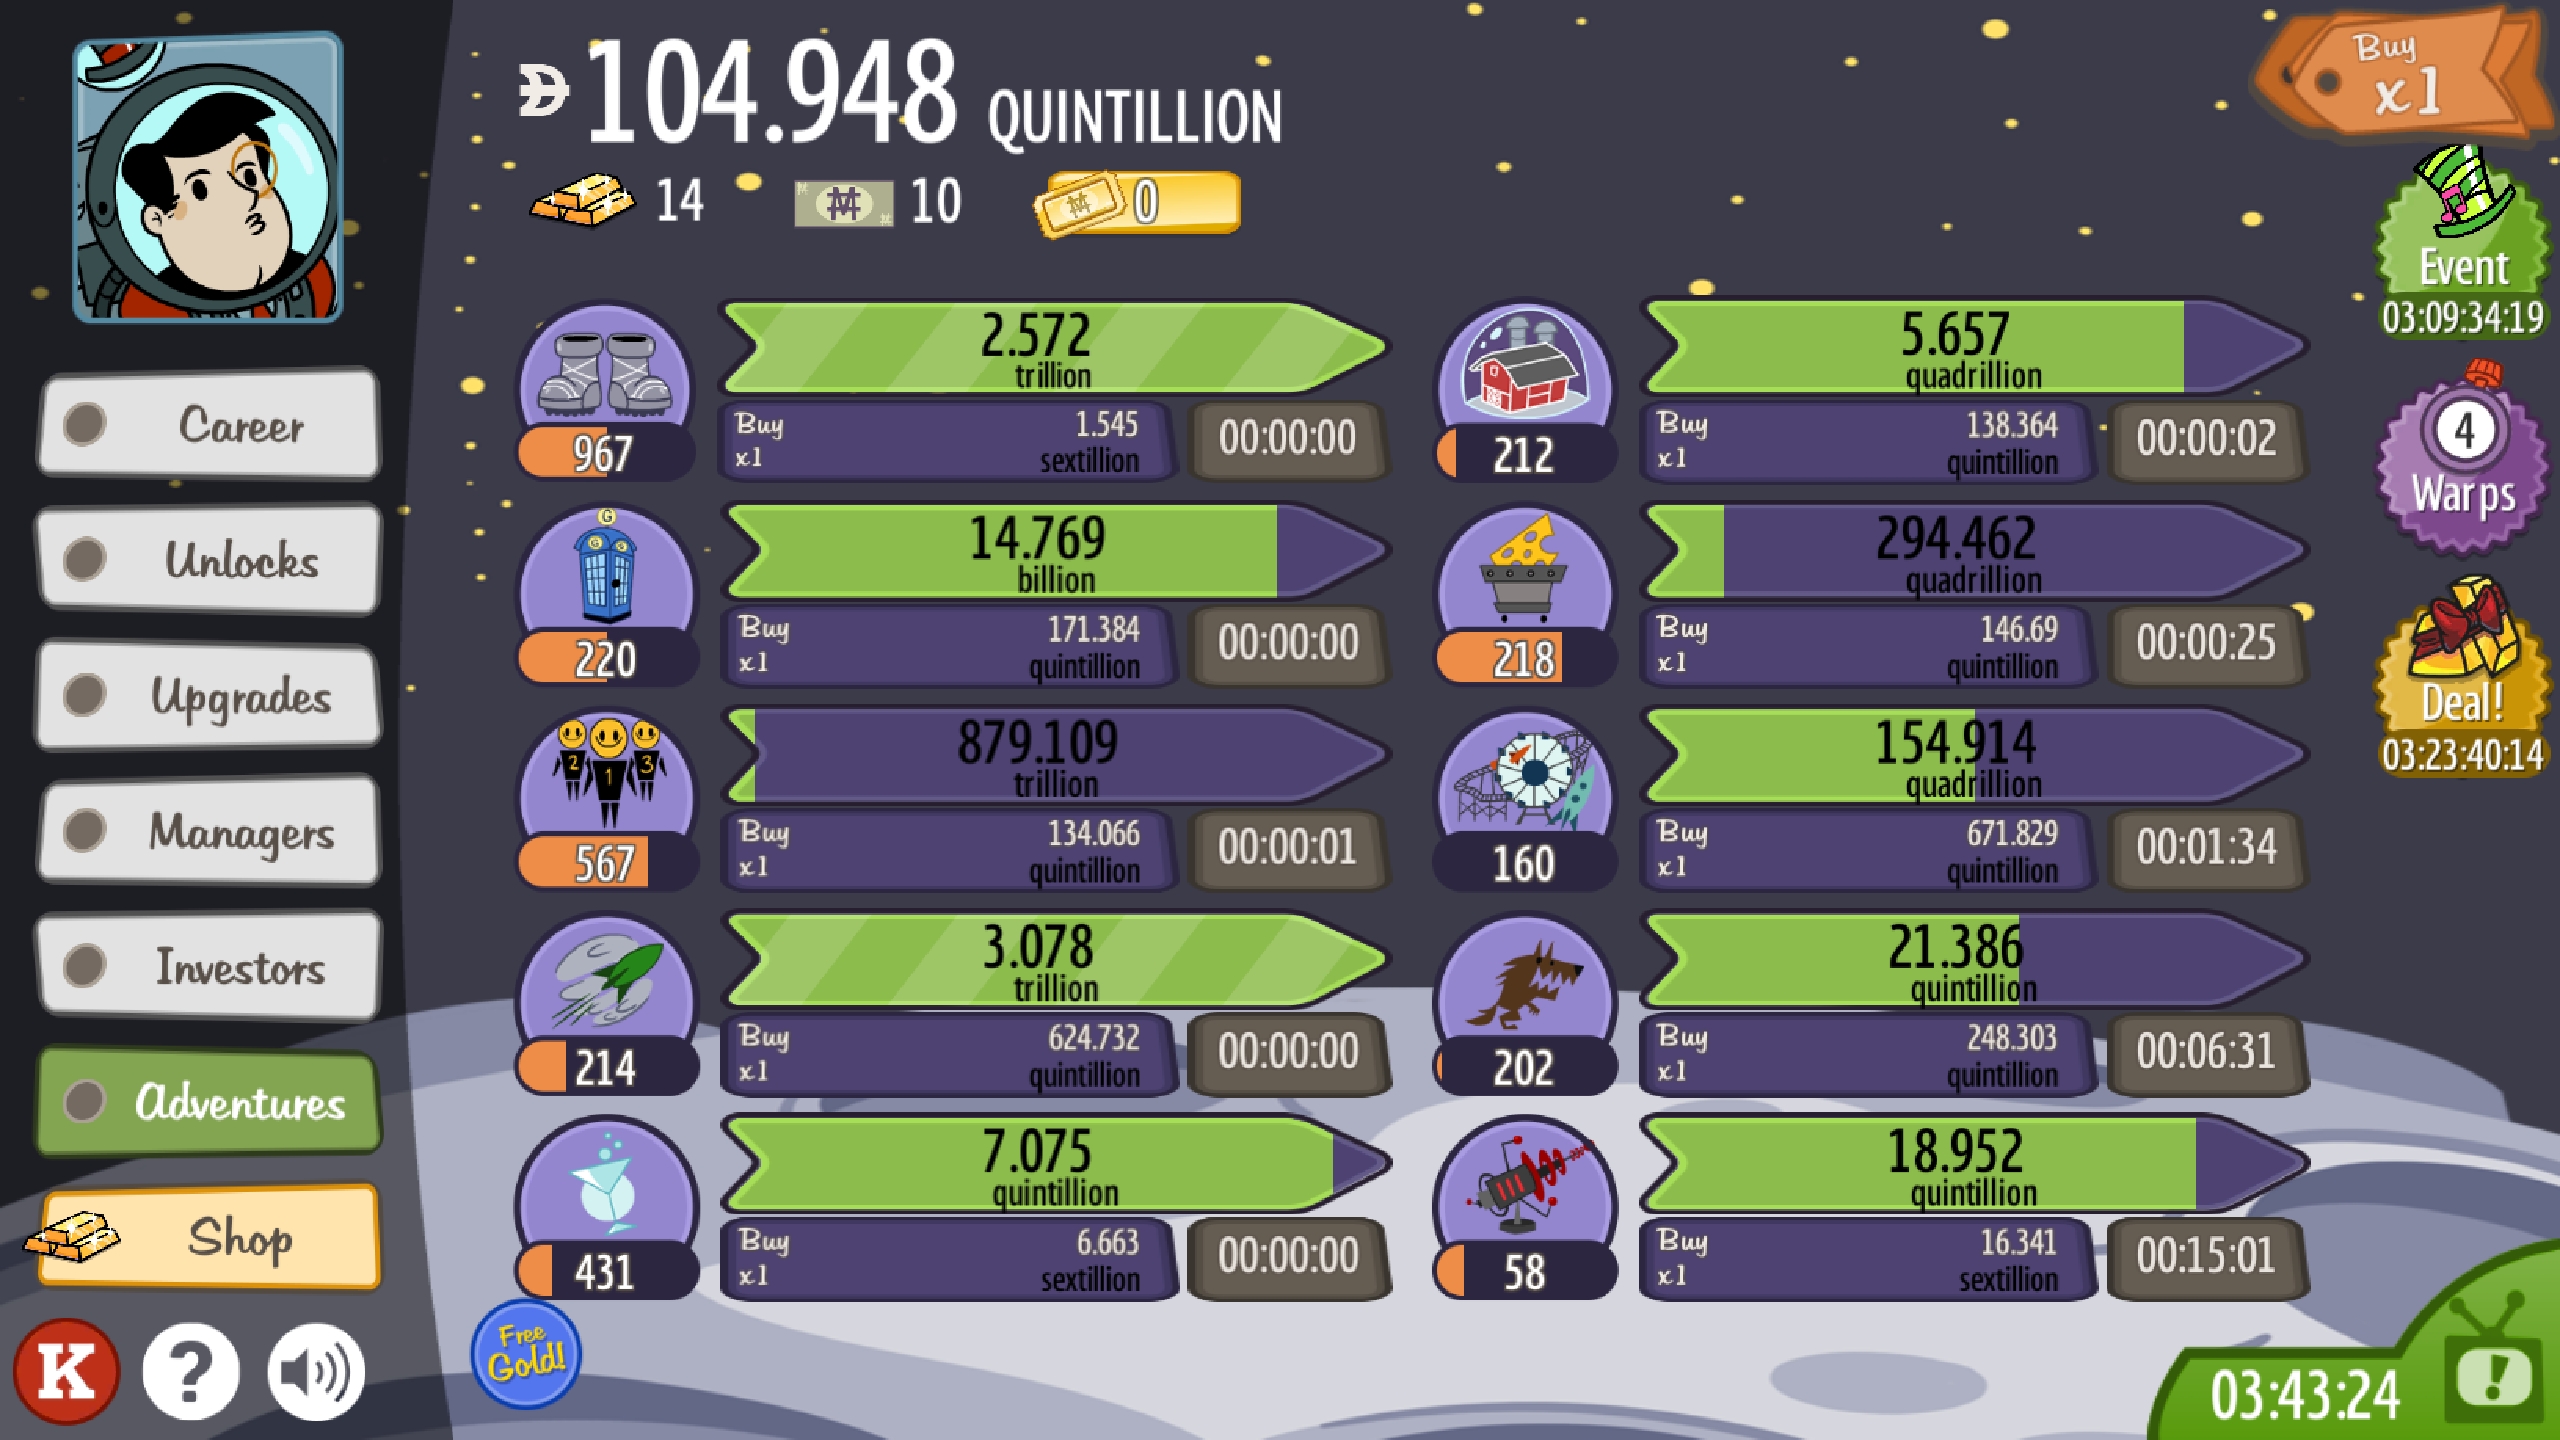 104.948 QUINTILLION
14
10
0
Buy
x1
Event
03:09:34:19
4
Warps
Deal!
03:23:40:14
Career
Unlocks
Upgrades
Managers
Investors
Adventures
Shop
K
?
Free
Gold!
967
2.572
trillion
Buy
x1
1.545
sextillion
00:00:00
G
G G
220
14.769
billion
Buy
x1
171.384
quintillion
00:00:00
2 1 3
567
879.109
trillion
Buy
x1
134.066
quintillion
00:00:01
214
3.078
trillion
Buy
x1
624.732
quintillion
00:00:00
431
7.075
quintillion
Buy
x1
6.663
sextillion
00:00:00
212
5.657
quadrillion
Buy
x1
138.364
quintillion
00:00:02
218
294.462
quadrillion
Buy
x1
146.69
quintillion
00:00:25
160
154.914
quadrillion
Buy
x1
671.829
quintillion
00:01:34
202
21.386
quintillion
Buy
x1
248.303
quintillion
00:06:31
58
18.952
quintillion
Buy
x1
16.341
sextillion
00:15:01
03:43:24
!